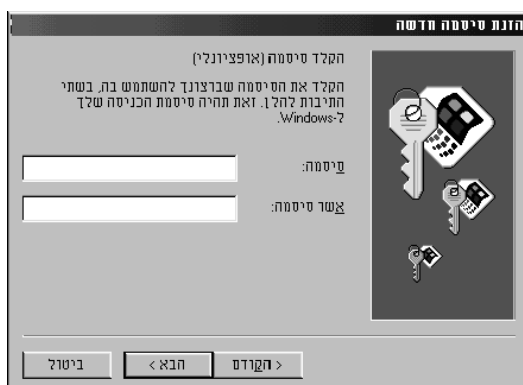 הזנת סיסמה חדשה
הקלד סיסמה (אופציונלי)
הקלד את הסיסמה שברצונך להשתמש בה, בשתי
התיבות להלן. זאת תהיה סיסמת הכניסה שלך
ל-Windows.
סיסמה:
אשר סיסמה:
< הקודם
הבא >
ביטול